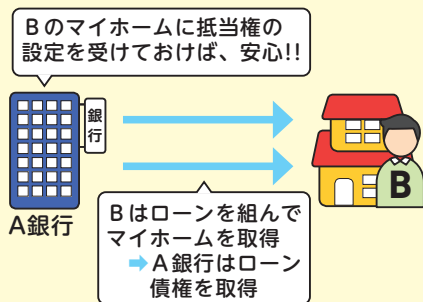 Bのマイホームに抵当権の
設定を受けておけば、安心!!
銀行
A銀行
B
Bはローンを組んで
マイホームを取得
➡A銀行はローン
債権を取得